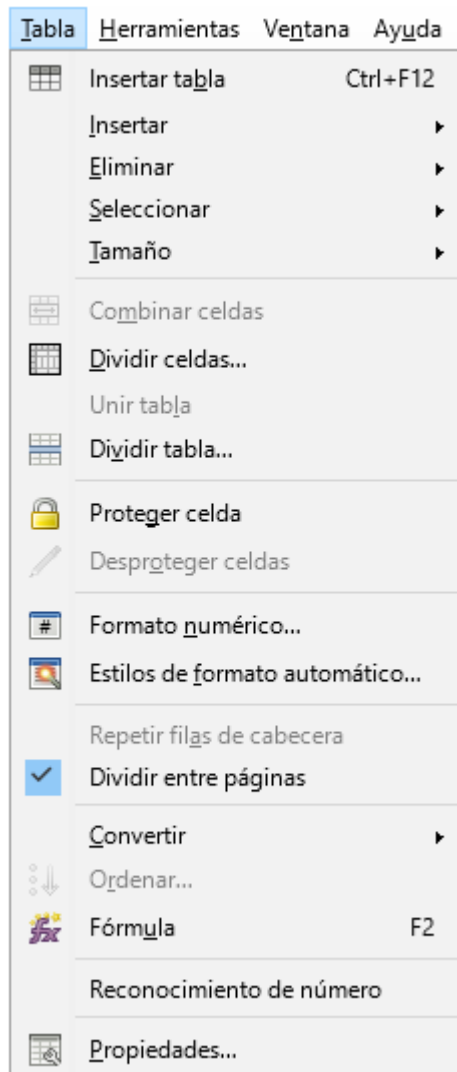 Tabla Herramientas Ventana Ayuda
Insertar tabla Ctrl+F12
Insertar
Eliminar
Seleccionar
Tamaño
Combinar celdas
Dividir celdas...
Unir tabla
Dividir tabla...
Proteger celda
Desproteger celdas
Formato numérico...
Estilos de formato automático...
Repetir filas de cabecera
Dividir entre páginas
Convertir
Ordenar...
Fórmula F2
Reconocimiento de número
Propiedades...